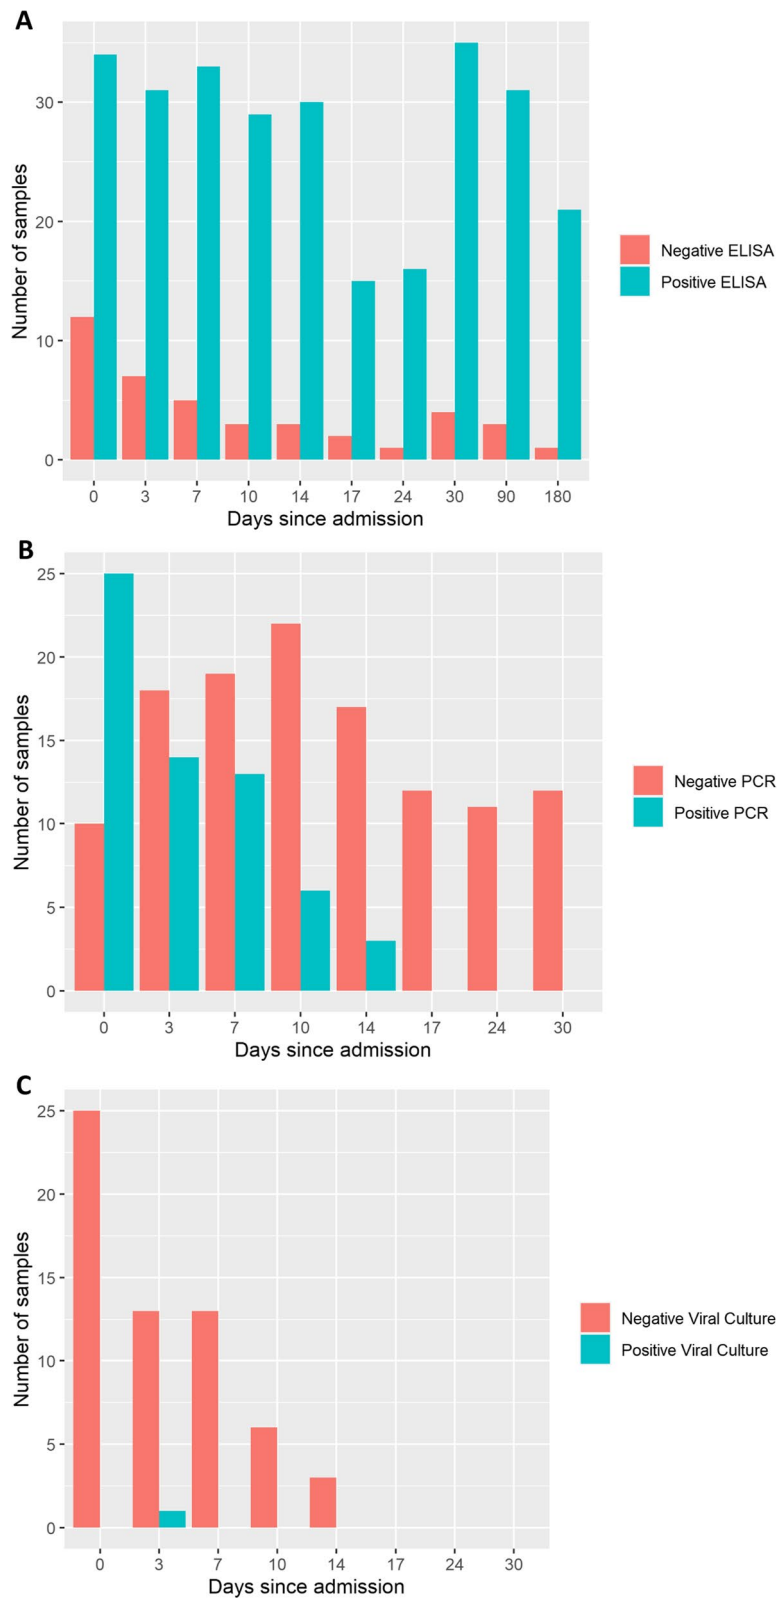 A
Number of samples
30
20
10
0
0 3 7 10 14 17 24 30 90 180
Days since admission
Negative ELISA
Positive ELISA
B
Number of samples
25
20
15
10
5
0
0 3 7 10 14 17 24 30
Days since admission
Negative PCR
Positive PCR
C
Number of samples
25
20
15
10
5
0
0 3 7 10 14 17 24 30
Days since admission
Negative Viral Culture
Positive Viral Culture